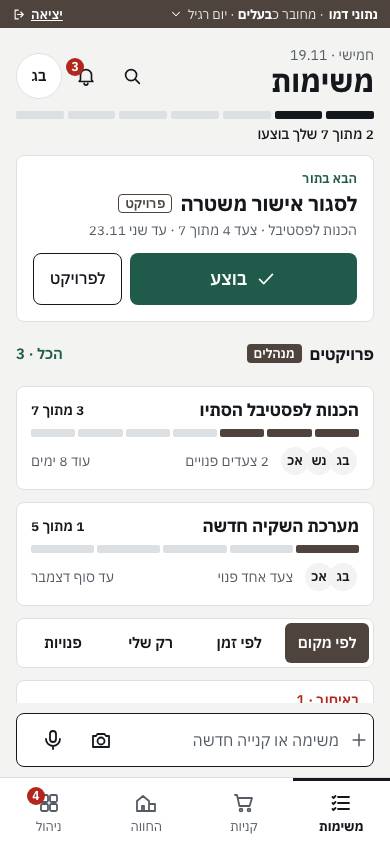 נתוני דמו · מחובר כבעלים · יום רגיל
יציאה
חמישי · 19.11
משימות
3
בג
2 מתוך 7 שלך בוצעו
הבא בתור
לסגור אישור משטרה פרויקט
הכנות לפסטיבל · צעד 4 מתוך 7 · עד שני 23.11
בוצע
לפרויקט
פרויקטים מנהלים
הכל · 3
הכנות לפסטיבל הסתיו
3 מתוך 7
בג נש אכ
2 צעדים פנויים
עוד 8 ימים
מערכת השקיה חדשה
1 מתוך 5
בג אכ
צעד אחד פנוי
עד סוף דצמבר
לפי מקום
לפי זמן
רק שלי
פנויות
באיחור · 1
משימה או קנייה חדשה
משימות
קניות
החווה
4
ניהול